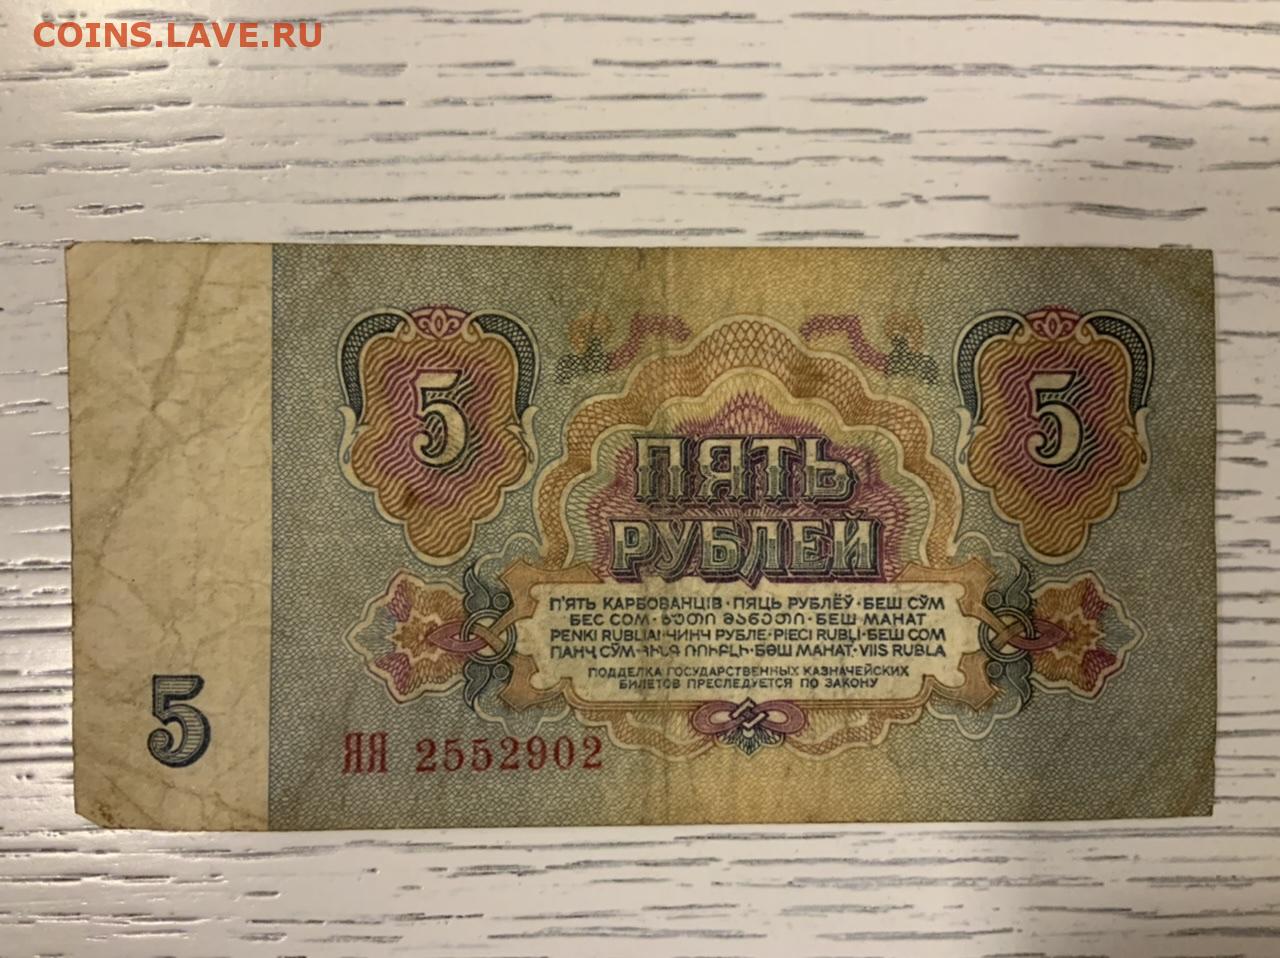 COINS.LAVE.RU
5
5
ПЯТЬ
РУБЛЕЙ
П'ЯТЬ КАРБОВАНЦІВ·ПЯЦЬ РУБЛЁЎ·БЕШ СЎМ
БЕС СОМ·ხუთი მანეთი·БЕШ МАНАТ
PENKI RUBLIAI·ЧИНЧ РУБЛЕ·PIECI RUBĻI·БЕШ СОМ
ПАНҶ СӮМ·ՀԻՆԳ ՌՈՒԲԼԻ·БӘШ МАНАТ·VIIS RUBLA
ПОДДЕЛКА ГОСУДАРСТВЕННЫХ КАЗНАЧЕЙСКИХ
БИЛЕТОВ ПРЕСЛЕДУЕТСЯ ПО ЗАКОНУ
5
ЯЯ 2552902